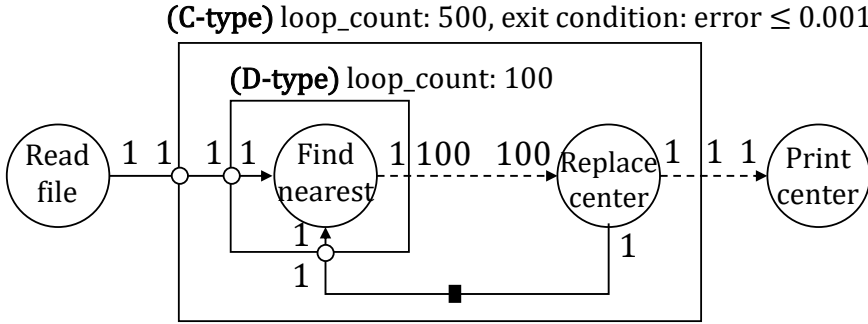 (C-type) loop_count: 500, exit condition: error ≤ 0.001
(D-type) loop_count: 100
Read
file
1 1 1 1
Find
nearest
1 100 100
Replace
center
1 1 1
Print
center
1
1
1